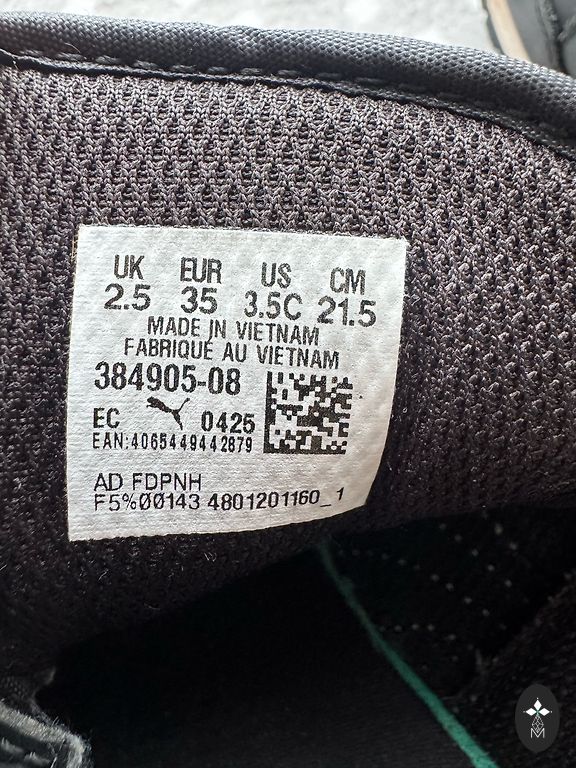 UK EUR US CM
2.5 35 3.5C 21.5
MADE IN VIETNAM
FABRIQUÉ AU VIETNAM
384905-08
EC 0425
EAN:4065449442879
AD FDPNH
F5%00143 4801201160_1
M